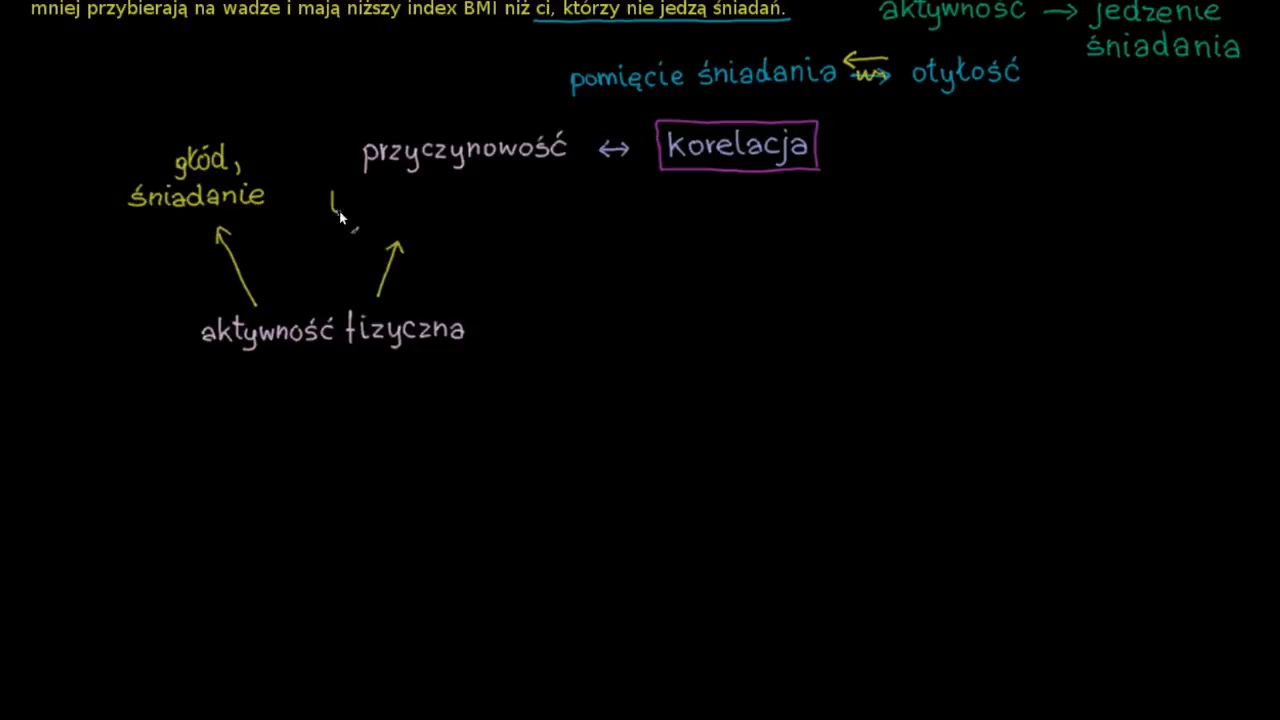 mniej przybierają na wadze i mają niższy index BMI niż ci, którzy nie jedzą śniadań.
aktywność → jedzenie
śniadania
pomięcie śniadania otyłość
przyczynowość ↔ korelacja
głód,
śniadanie
aktywność fizyczna